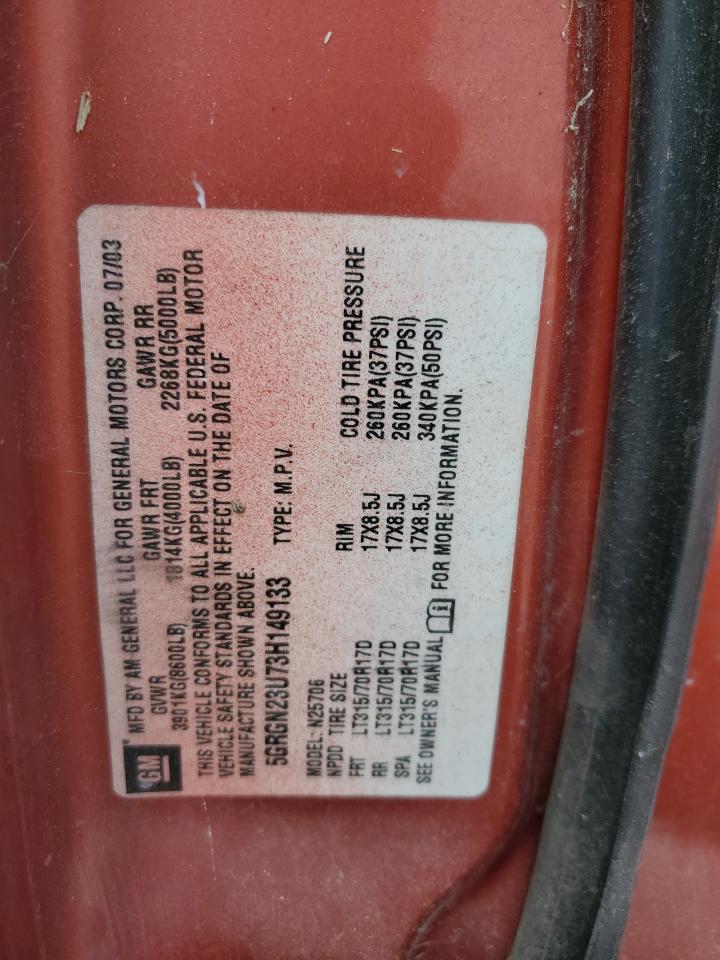 GM
MFD BY AM GENERAL LLC FOR GENERAL MOTORS CORP. 07/03
GVWR GAWR FRT GAWR RR
3901KG(8600LB) 1814KG(4000LB) 2268KG(5000LB)
THIS VEHICLE CONFORMS TO ALL APPLICABLE U.S. FEDERAL MOTOR
VEHICLE SAFETY STANDARDS IN EFFECT ON THE DATE OF
MANUFACTURE SHOWN ABOVE.
5GRGN23U73H149133 TYPE: M.P.V.
MODEL: N25706
NPDD TIRE SIZE RIM COLD TIRE PRESSURE
FRT LT315/70R17D 17X8.5J 260KPA(37PSI)
RR LT315/70R17D 17X8.5J 260KPA(37PSI)
SPA LT315/70R17D 17X8.5J 340KPA(50PSI)
SEE OWNER'S MANUAL i FOR MORE INFORMATION.